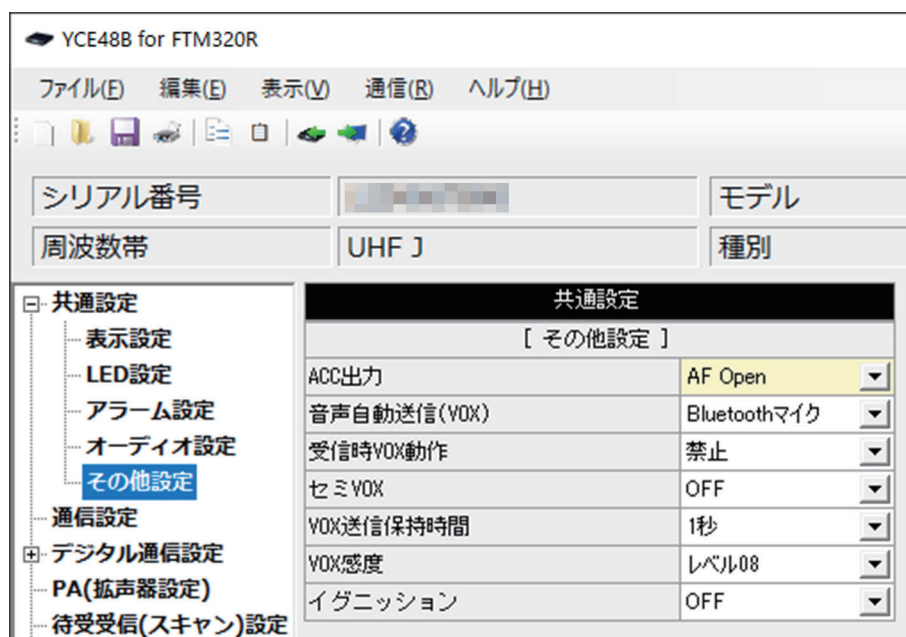 YCE48B for FTM320R
ファイル(F) 編集(E) 表示(V) 通信(R) ヘルプ(H)
シリアル番号 モデル
周波数帯 UHF J 種別
共通設定
表示設定
LED設定
アラーム設定
オーディオ設定
その他設定
通信設定
デジタル通信設定
PA(拡声器設定)
待受受信(スキャン)設定
共通設定
[ その他設定 ]
ACC出力 AF Open
音声自動送信(VOX) Bluetoothマイク
受信時VOX動作 禁止
セミVOX OFF
VOX送信保持時間 1秒
VOX感度 レベル08
イグニッション OFF